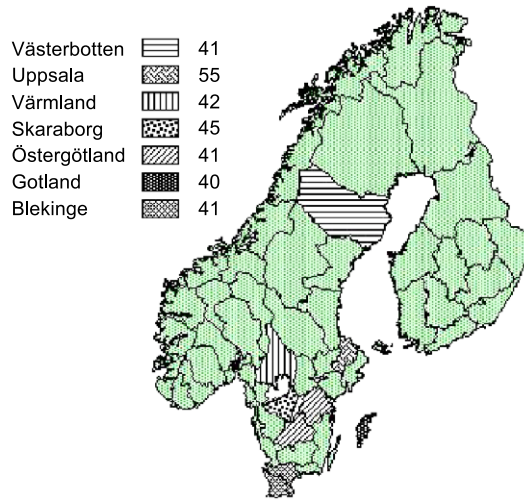 Västerbotten 41
Uppsala 55
Värmland 42
Skaraborg 45
Östergötland 41
Gotland 40
Blekinge 41